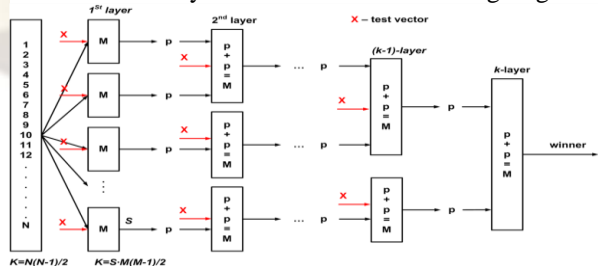 1St layer
2nd layer
X – test vector
(k-1)-layer
k-layer
1
2
3
4
5
6
7
8
9
10
11
12
.
.
.
.
.
.
N
X
M
p
X
M
p
X
M
p
⋮
X
M
S
p
X
p
+
p
=
M
X
p
+
p
=
M
X
p
+
p
=
M
... p
... p
... p
... p
X
p
+
p
=
M
X
p
+
p
=
M
p
p
p
+
p
=
M
winner
K=N(N-1)/2
K=S·M(M-1)/2